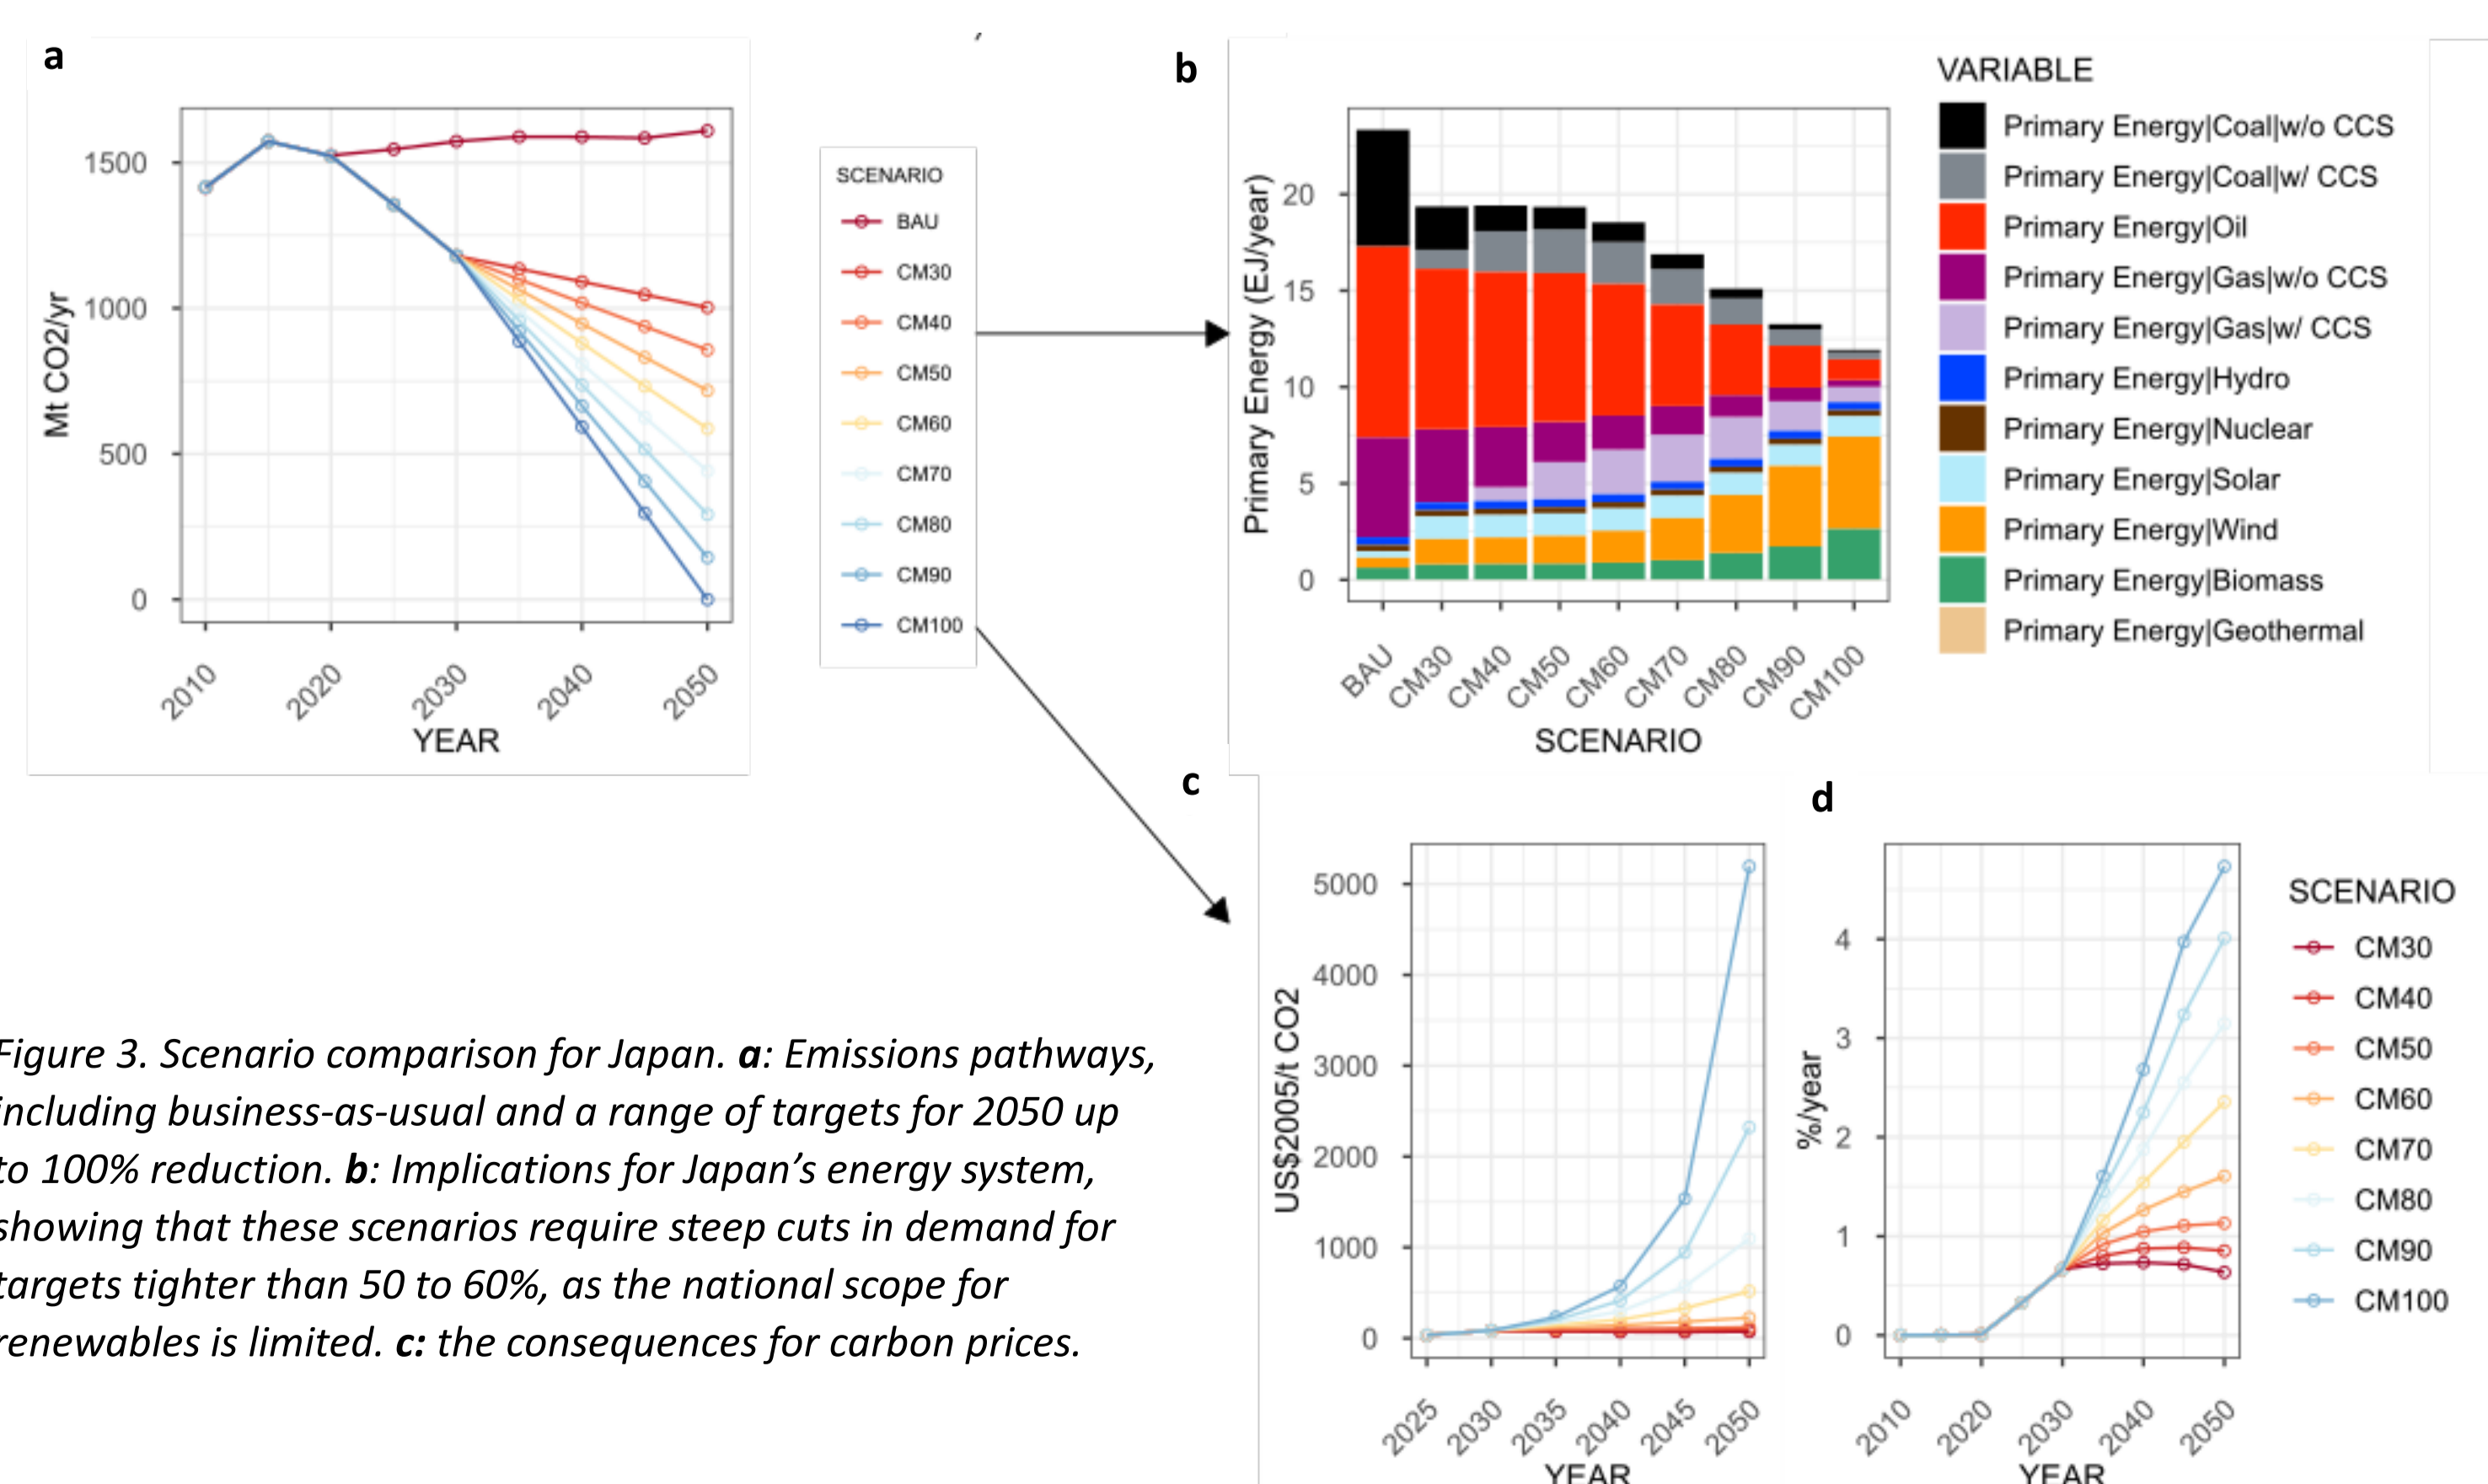 a
1500
1000
500
0
Mt CO2/yr
2010
2020
2030
2040
2050
YEAR
SCENARIO
BAU
CM30
CM40
CM50
CM60
CM70
CM80
CM90
CM100
b
Primary Energy (EJ/year)
20
15
10
5
0
BAU
CM30
CM40
CM50
CM60
CM70
CM80
CM90
CM100
SCENARIO
VARIABLE
Primary Energy|Coal|w/o CCS
Primary Energy|Coal|w/ CCS
Primary Energy|Oil
Primary Energy|Gas|w/o CCS
Primary Energy|Gas|w/ CCS
Primary Energy|Hydro
Primary Energy|Nuclear
Primary Energy|Solar
Primary Energy|Wind
Primary Energy|Biomass
Primary Energy|Geothermal
c
US$2005/t CO2
5000
4000
3000
2000
1000
0
2025
2030
2035
2040
2045
2050
YEAR
d
%/year
4
3
2
1
0
2010
2020
2030
2040
2050
YEAR
SCENARIO
CM30
CM40
CM50
CM60
CM70
CM80
CM90
CM100
Figure 3. Scenario comparison for Japan. a: Emissions pathways,
including business-as-usual and a range of targets for 2050 up
to 100% reduction. b: Implications for Japan's energy system,
showing that these scenarios require steep cuts in demand for
targets tighter than 50 to 60%, as the national scope for
renewables is limited. c: the consequences for carbon prices.